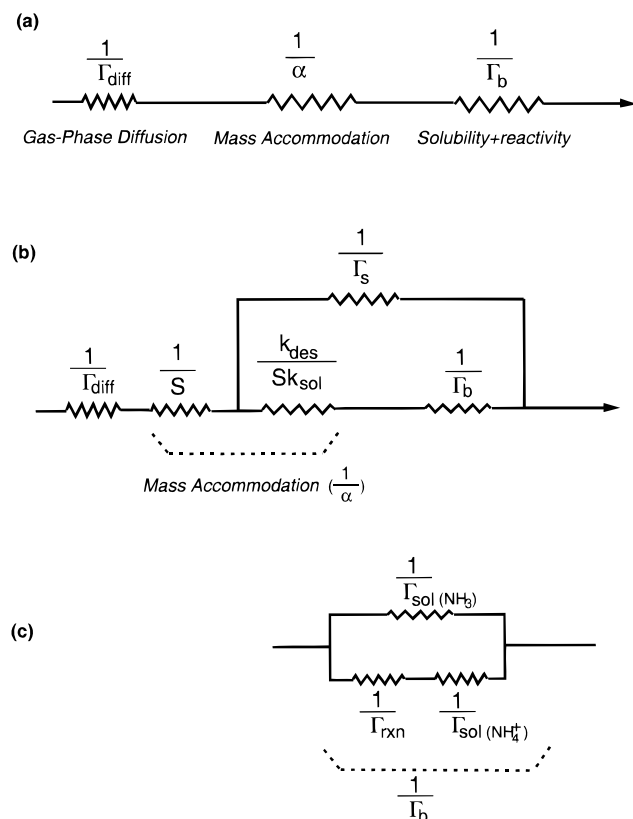 (a)
1/Γdiff 1/α 1/Γb
Gas-Phase Diffusion Mass Accommodation Solubility+reactivity
(b)
1/Γs
1/Γdiff 1/S kdes/Sksol 1/Γb
Mass Accommodation (1/α)
(c)
1/Γsol (NH3)
1/Γrxn 1/Γsol (NH4+)
1/Γb